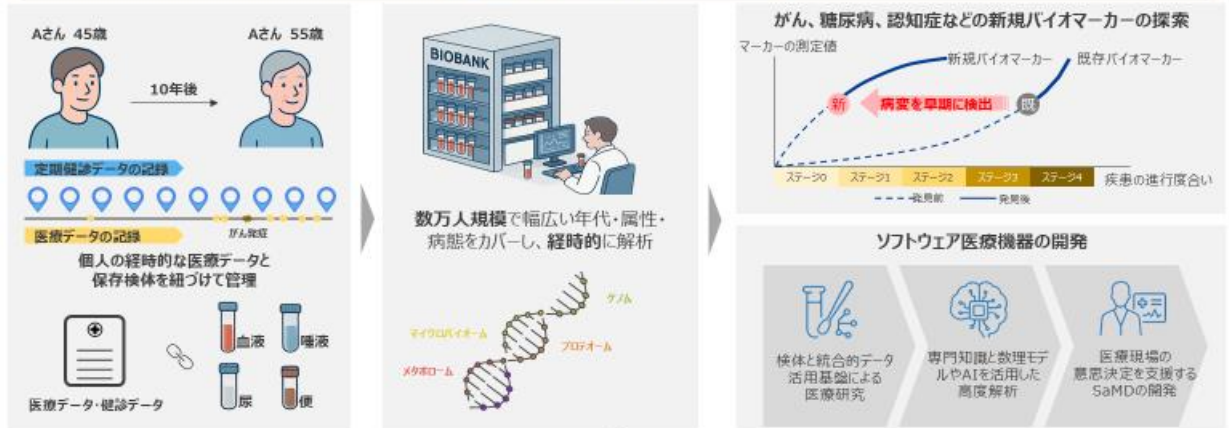 Aさん 45歳
Aさん 55歳
10年後
定期健診データの記録
医療データの記録
がん発症
個人の経時的な医療データと
保存検体を紐づけて管理
血液
唾液
尿
便
医療データ・健診データ
BIOBANK
数万人規模で幅広い年代・属性・
病態をカバーし、経時的に解析
ゲノム
マイクロバイオーム
プロテオーム
メタボローム
がん、糖尿病、認知症などの新規バイオマーカーの探索
マーカーの測定値
新規バイオマーカー
既存バイオマーカー
新
病変を早期に検出
既
ステージ0
ステージ1
ステージ2
ステージ3
ステージ4
疾患の進行度合い
発見前
発見後
ソフトウェア医療機器の開発
検体と統合的データ
活用基盤による
医療研究
専門知識と数理モデ
ルやAIを活用した
高度解析
医療現場の
意思決定を支援する
SaMDの開発